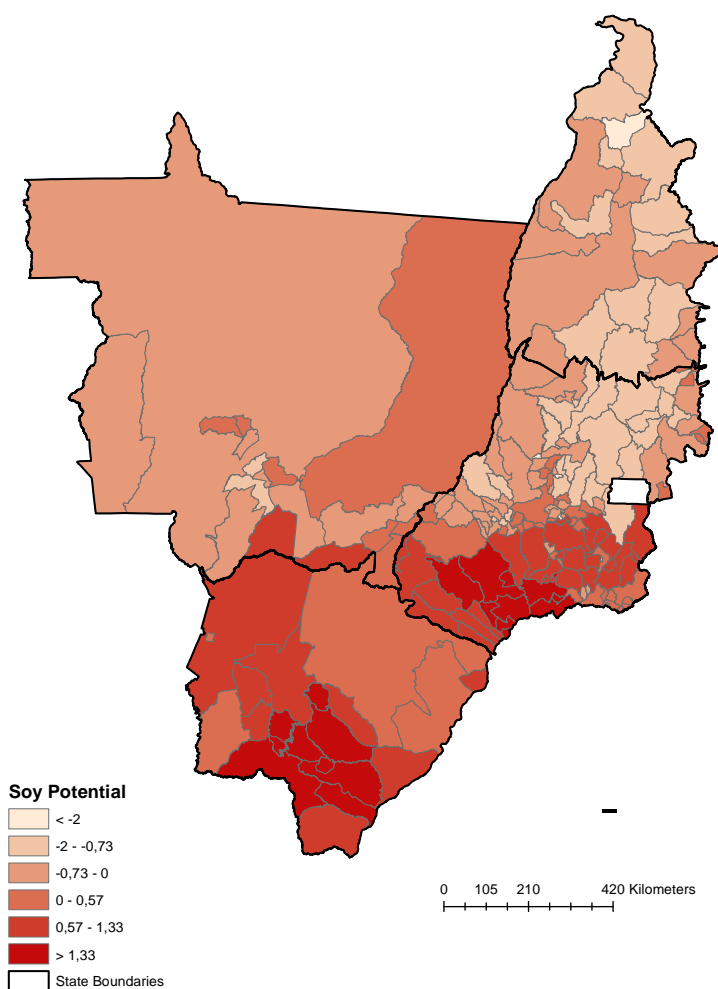 Soy Potential
< -2
-2 - -0,73
-0,73 - 0
0 - 0,57
0,57 - 1,33
> 1,33
State Boundaries
0 105 210 420 Kilometers